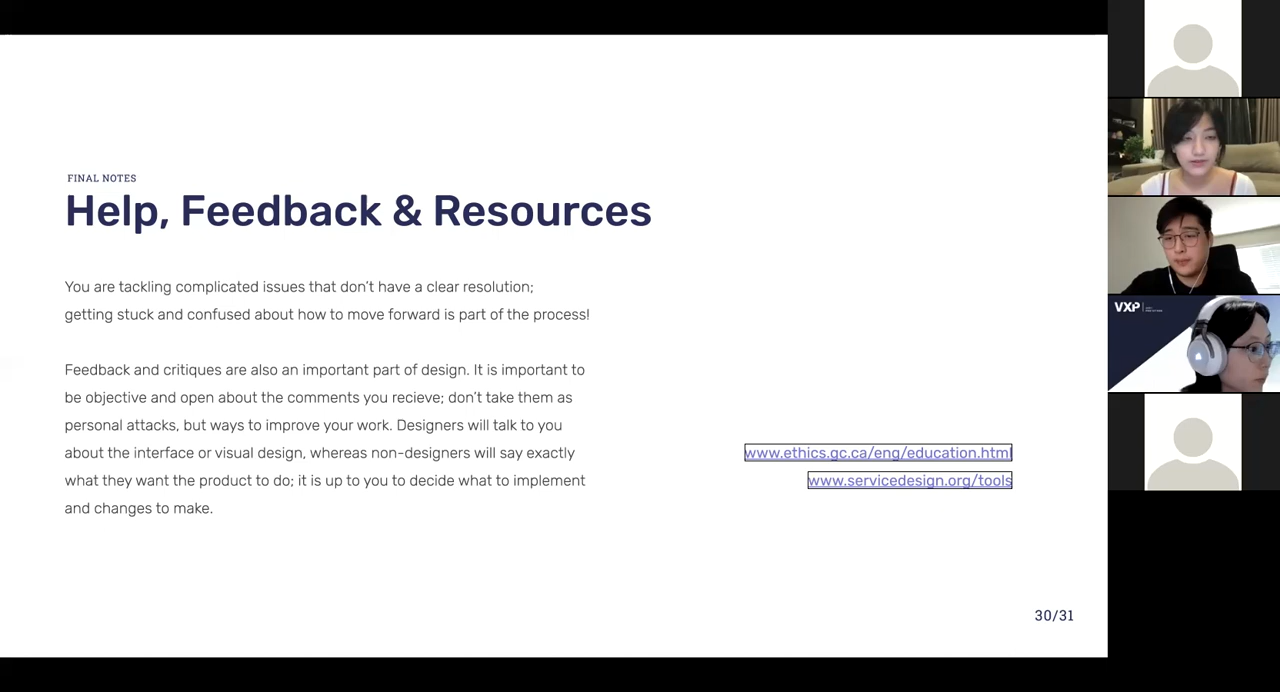 FINAL NOTES
Help, Feedback & Resources
You are tackling complicated issues that don't have a clear resolution;
getting stuck and confused about how to move forward is part of the process!
Feedback and critiques are also an important part of design. It is important to
be objective and open about the comments you recieve; don't take them as
personal attacks, but ways to improve your work. Designers will talk to you
about the interface or visual design, whereas non-designers will say exactly
what they want the product to do; it is up to you to decide what to implement
and changes to make.
www.ethics.gc.ca/eng/education.html
www.servicedesign.org/tools
30/31
VXP